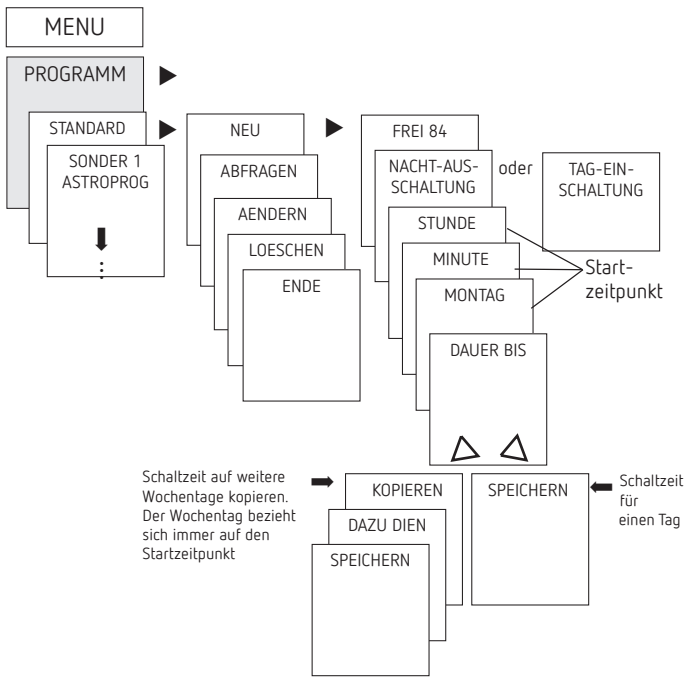 MENU
PROGRAMM
STANDARD
SONDER 1
ASTROPROG
NEU
ABFRAGEN
AENDERN
LOESCHEN
ENDE
FREI 84
NACHT-AUS-
SCHALTUNG
oder
TAG-EIN-
SCHALTUNG
STUNDE
MINUTE
MONTAG
Start-
zeitpunkt
DAUER BIS
Schaltzeit auf weitere
Wochentage kopieren.
Der Wochentag bezieht
sich immer auf den
Startzeitpunkt
KOPIEREN
DAZU DIEN
SPEICHERN
SPEICHERN
Schaltzeit
für
einen Tag